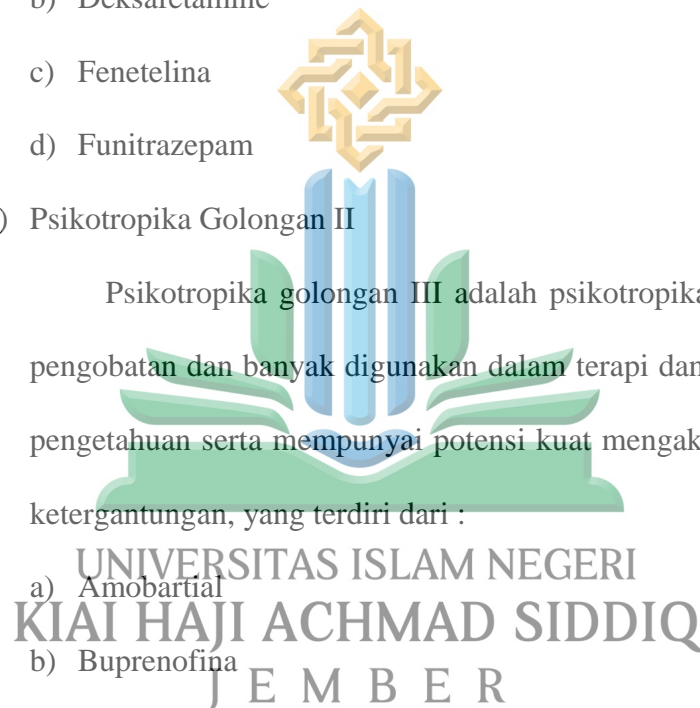 b) Deksafetamine
c) Fenetelina
d) Funitrazepam
) Psikotropika Golongan II
Psikotropika golongan III adalah psikotropika
pengobatan dan banyak digunakan dalam terapi dan
pengetahuan serta mempunyai potensi kuat mengak
ketergantungan, yang terdiri dari :
UNIVERSITAS ISLAM NEGERI
a) Amobartial
KIAI HAJI ACHMAD SIDDIQ
b) Buprenofina
J E M B E R